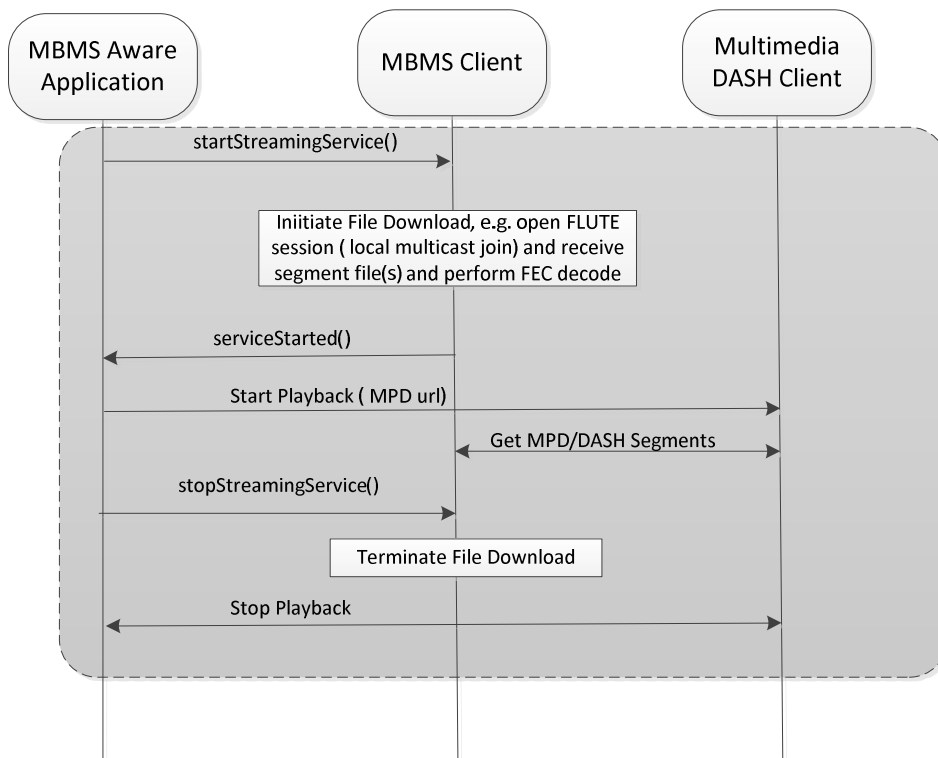 MBMS Aware
Application
MBMS Client
Multimedia
DASH Client
startStreamingService()
Iniitiate File Download, e.g. open FLUTE
session ( local multicast join) and receive
segment file(s) and perform FEC decode
serviceStarted()
Start Playback ( MPD url)
Get MPD/DASH Segments
stopStreamingService()
Terminate File Download
Stop Playback